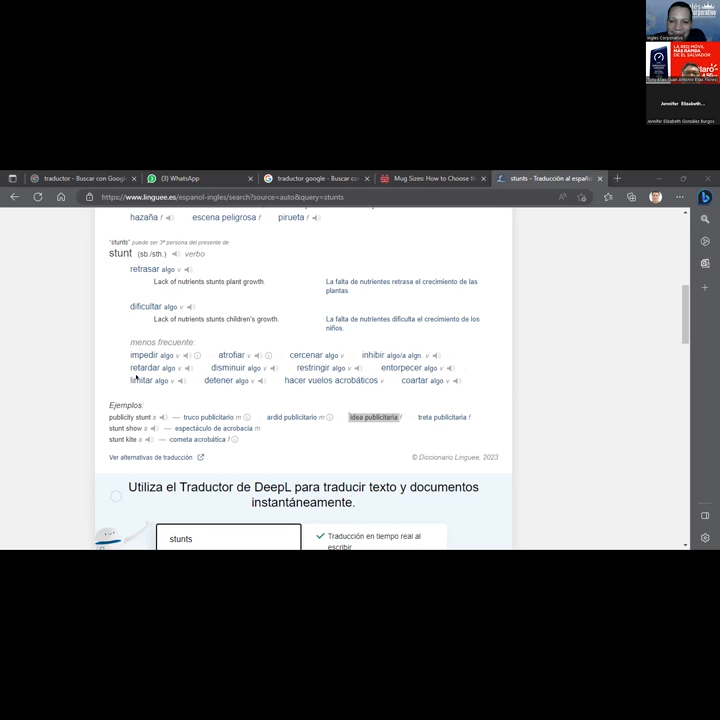 Inglés Corporativo
LA RED MÓVIL
MÁS RÁPIDA
DE EL SALVADOR
Claro
Jennifer Elizabeth...
Jennifer Elizabeth González Burgos
traductor - Buscar con Goog
(3) WhatsApp
traductor google - Buscar co
Mug Sizes: How to Choose th
stunts - Traducción al españo
https://www.linguee.es/espanol-ingles/search?source=auto&query=stunts
hazaña f escena peligrosa f pirueta f
"stunts" puede ser 3ª persona del presente de
stunt (sb./sth.) verbo
retrasar algo v
Lack of nutrients stunts plant growth. La falta de nutrientes retrasa el crecimiento de las
plantas.
dificultar algo v
Lack of nutrients stunts children's growth. La falta de nutrientes dificulta el crecimiento de los
niños.
menos frecuente:
impedir algo v · atrofiar v · cercenar algo v · inhibir algo/a algn. v ·
retardar algo v · disminuir algo v · restringir algo v · entorpecer algo v ·
limitar algo v · detener algo v · hacer vuelos acrobáticos v · coartar algo v
Ejemplos:
publicity stunt s — truco publicitario m · ardid publicitario m · idea publicitaria f · treta publicitaria f
stunt show s — espectáculo de acrobacia m
stunt kite s — cometa acrobática f
Ver alternativas de traducción
© Diccionario Linguee, 2023
Utiliza el Traductor de DeepL para traducir texto y documentos
instantáneamente.
stunts
Traducción en tiempo real al
escribir